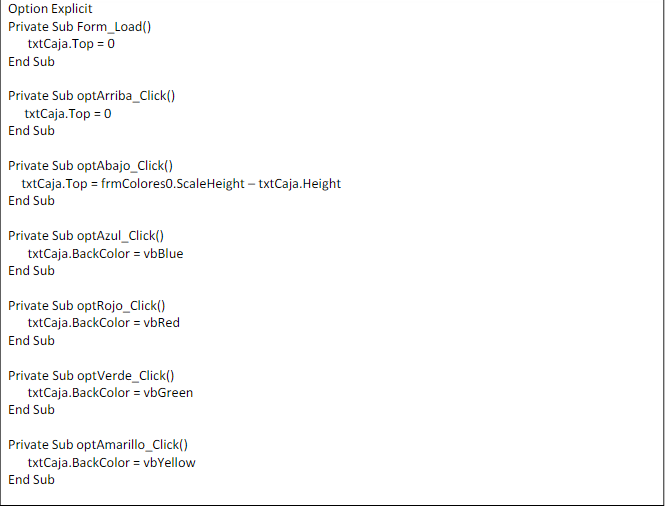 Option Explicit
Private Sub Form_Load()
txtCaja.Top = 0
End Sub
Private Sub optArriba_Click()
txtCaja.Top = 0
End Sub
Private Sub optAbajo_Click()
txtCaja.Top = frmColores0.ScaleHeight – txtCaja.Height
End Sub
Private Sub optAzul_Click()
txtCaja.BackColor = vbBlue
End Sub
Private Sub optRojo_Click()
txtCaja.BackColor = vbRed
End Sub
Private Sub optVerde_Click()
txtCaja.BackColor = vbGreen
End Sub
Private Sub optAmarillo_Click()
txtCaja.BackColor = vbYellow
End Sub